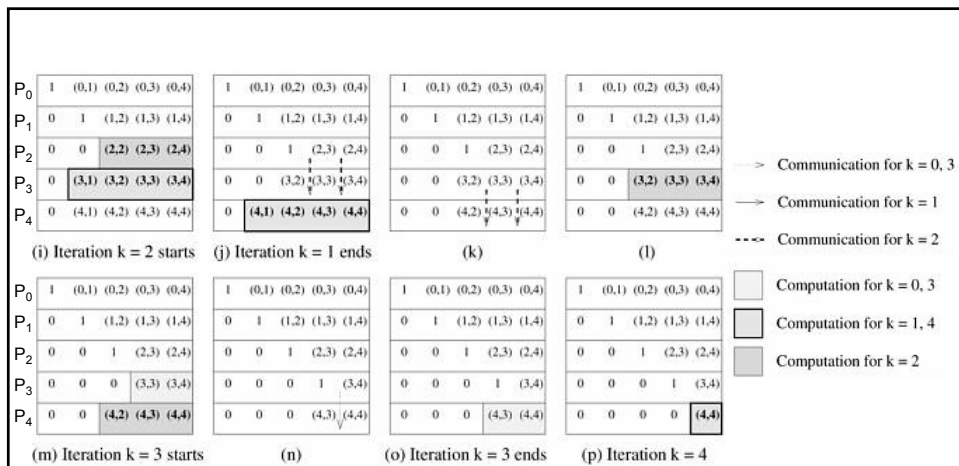 P0 1 (0,1) (0,2) (0,3) (0,4) 1 (0,1) (0,2) (0,3) (0,4) 1 (0,1) (0,2) (0,3) (0,4) 1 (0,1) (0,2) (0,3) (0,4)
P1 0 1 (1,2) (1,3) (1,4) 0 1 (1,2) (1,3) (1,4) 0 1 (1,2) (1,3) (1,4) 0 1 (1,2) (1,3) (1,4)
P2 0 0 (2,2) (2,3) (2,4) 0 0 1 (2,3) (2,4) 0 0 1 (2,3) (2,4) 0 0 1 (2,3) (2,4)
P3 0 (3,1) (3,2) (3,3) (3,4) 0 0 (3,2) (3,3) (3,4) 0 0 (3,2) (3,3) (3,4) 0 0 (3,2) (3,3) (3,4)
P4 0 (4,1) (4,2) (4,3) (4,4) 0 (4,1) (4,2) (4,3) (4,4) 0 0 (4,2) (4,3) (4,4) 0 0 (4,2) (4,3) (4,4)
(i) Iteration k = 2 starts (j) Iteration k = 1 ends (k) (l)
P0 1 (0,1) (0,2) (0,3) (0,4) 1 (0,1) (0,2) (0,3) (0,4) 1 (0,1) (0,2) (0,3) (0,4) 1 (0,1) (0,2) (0,3) (0,4)
P1 0 1 (1,2) (1,3) (1,4) 0 1 (1,2) (1,3) (1,4) 0 1 (1,2) (1,3) (1,4) 0 1 (1,2) (1,3) (1,4)
P2 0 0 1 (2,3) (2,4) 0 0 1 (2,3) (2,4) 0 0 1 (2,3) (2,4) 0 0 1 (2,3) (2,4)
P3 0 0 0 (3,3) (3,4) 0 0 0 1 (3,4) 0 0 0 1 (3,4) 0 0 0 1 (3,4)
P4 0 0 (4,2) (4,3) (4,4) 0 0 0 (4,3) (4,4) 0 0 0 (4,3) (4,4) 0 0 0 0 (4,4)
(m) Iteration k = 3 starts (n) (o) Iteration k = 3 ends (p) Iteration k = 4
Communication for k = 0, 3
Communication for k = 1
Communication for k = 2
Computation for k = 0, 3
Computation for k = 1, 4
Computation for k = 2